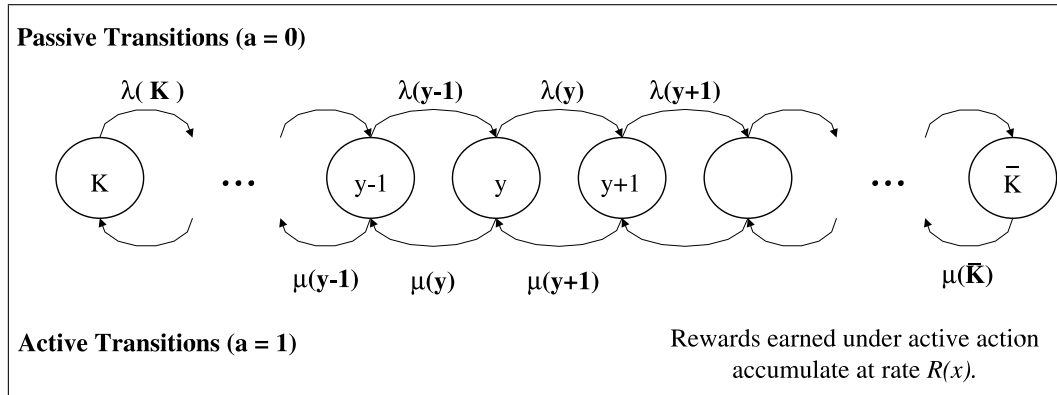 Passive Transitions (a = 0)
λ( K ) λ(y-1) λ(y) λ(y+1)
K ... y-1 y y+1 ... K̅
μ(y-1) μ(y) μ(y+1) μ(K̅)
Active Transitions (a = 1)
Rewards earned under active action
accumulate at rate R(x).